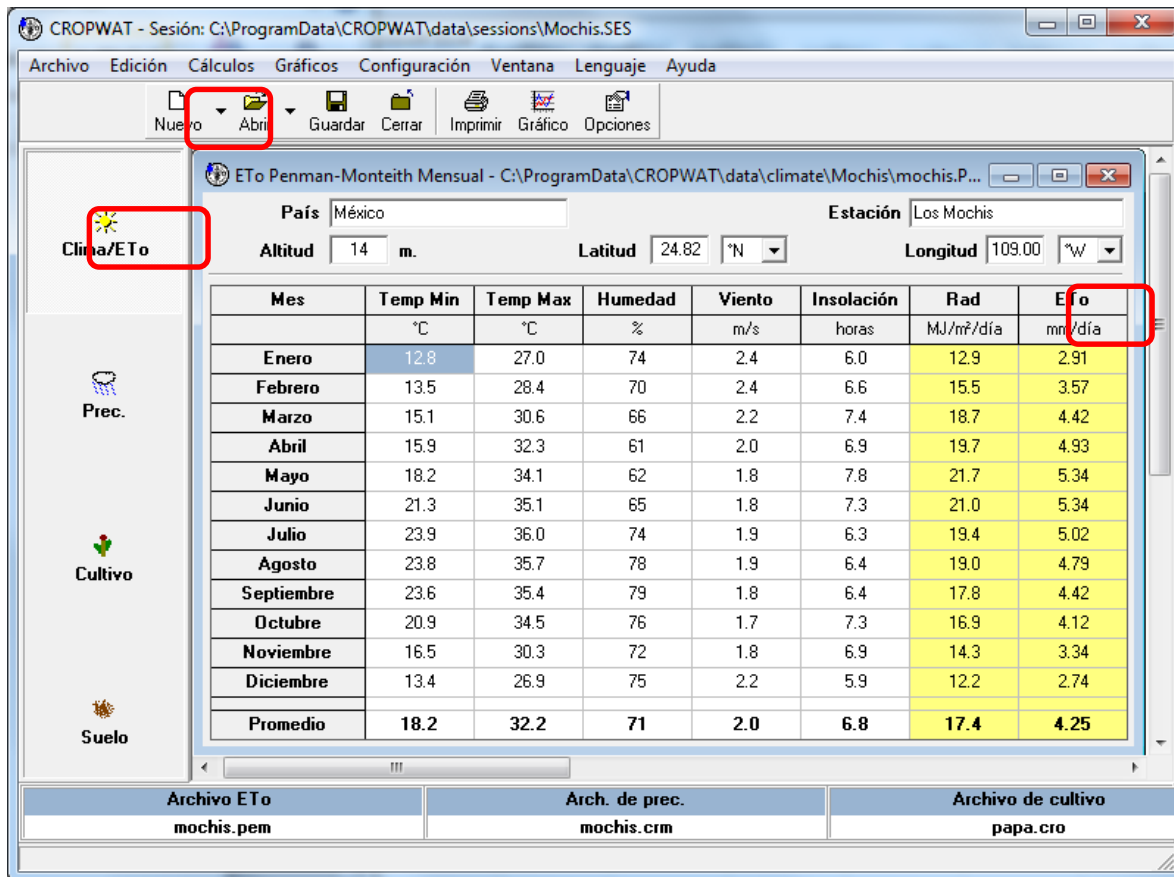 CROPWAT - Sesión: C:\ProgramData\CROPWAT\data\sessions\Mochis.SES
Archivo Edición Cálculos Gráficos Configuración Ventana Lenguaje Ayuda
Nuevo Abrir Guardar Cerrar Imprimir Gráfico Opciones
ETo Penman-Monteith Mensual - C:\ProgramData\CROPWAT\data\climate\Mochis\mochis.P...
País México Estación Los Mochis
Altitud 14 m. Latitud 24.82 °N Longitud 109.00 °W
Mes Temp Min Temp Max Humedad Viento Insolación Rad ETo
°C °C % m/s horas MJ/m²/día mm/día
Enero 12.8 27.0 74 2.4 6.0 12.9 2.91
Febrero 13.5 28.4 70 2.4 6.6 15.5 3.57
Marzo 15.1 30.6 66 2.2 7.4 18.7 4.42
Abril 15.9 32.3 61 2.0 6.9 19.7 4.93
Mayo 18.2 34.1 62 1.8 7.8 21.7 5.34
Junio 21.3 35.1 65 1.8 7.3 21.0 5.34
Julio 23.9 36.0 74 1.9 6.3 19.4 5.02
Agosto 23.8 35.7 78 1.9 6.4 19.0 4.79
Septiembre 23.6 35.4 79 1.8 6.4 17.8 4.42
Octubre 20.9 34.5 76 1.7 7.3 16.9 4.12
Noviembre 16.5 30.3 72 1.8 6.9 14.3 3.34
Diciembre 13.4 26.9 75 2.2 5.9 12.2 2.74
Promedio 18.2 32.2 71 2.0 6.8 17.4 4.25
Clima/ETo
Prec.
Cultivo
Suelo
Archivo ETo Arch. de prec. Archivo de cultivo
mochis.pem mochis.crm papa.cro